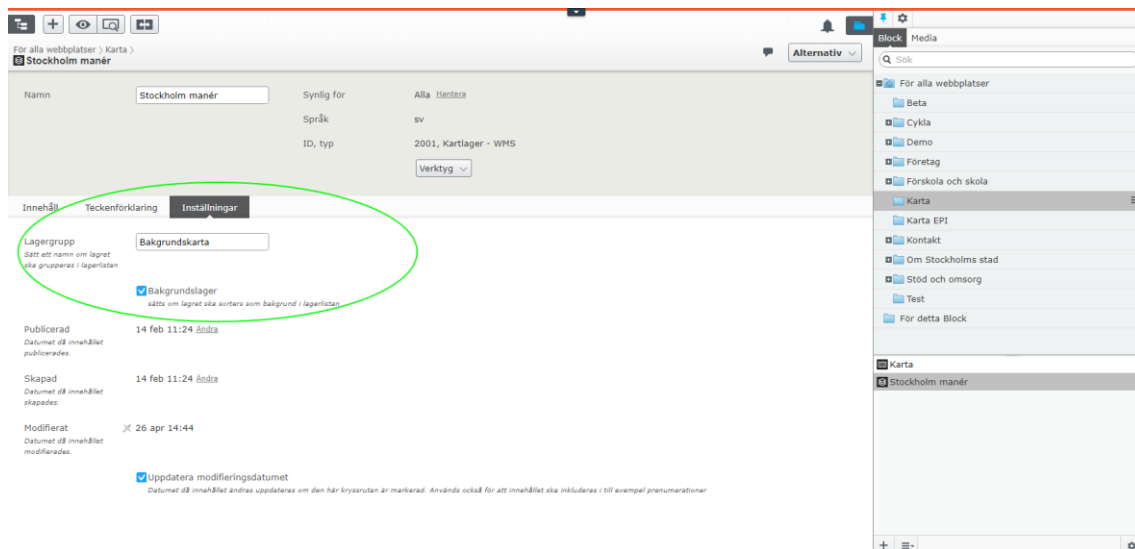 För alla webbplatser > Karta >
Stockholm manér
Alternativ
Namn
Stockholm manér
Synlig för
Alla Hantera
Språk
sv
ID, typ
2001, Kartlager - WMS
Verktyg
Innehåll Teckenförklaring Inställningar
Lagergrupp
Bakgrundskarta
Sätt ett namn om lagret
ska grupperas i lagerlistan
Bakgrundslager
sätts om lagret ska sorters som bakgrund i lagerlistan
Publicerad
14 feb 11:24 Ändra
Datumet då innehållet
publicerades.
Skapad
14 feb 11:24 Ändra
Datumet då innehållet
skapades.
Modifierat
26 apr 14:44
Datumet då innehållet
modifierades.
Uppdatera modifieringsdatumet
Datumet då innehållet ändras uppdateras om den här kryssrutan är markerad. Används också för att innehållet ska inkluderas i till exempel prenumerationer
Block Media
Sök
För alla webbplatser
Beta
Cykla
Demo
Företag
Förskola och skola
Karta
Karta EPI
Kontakt
Om Stockholms stad
Stöd och omsorg
Test
För detta Block
Karta
Stockholm manér